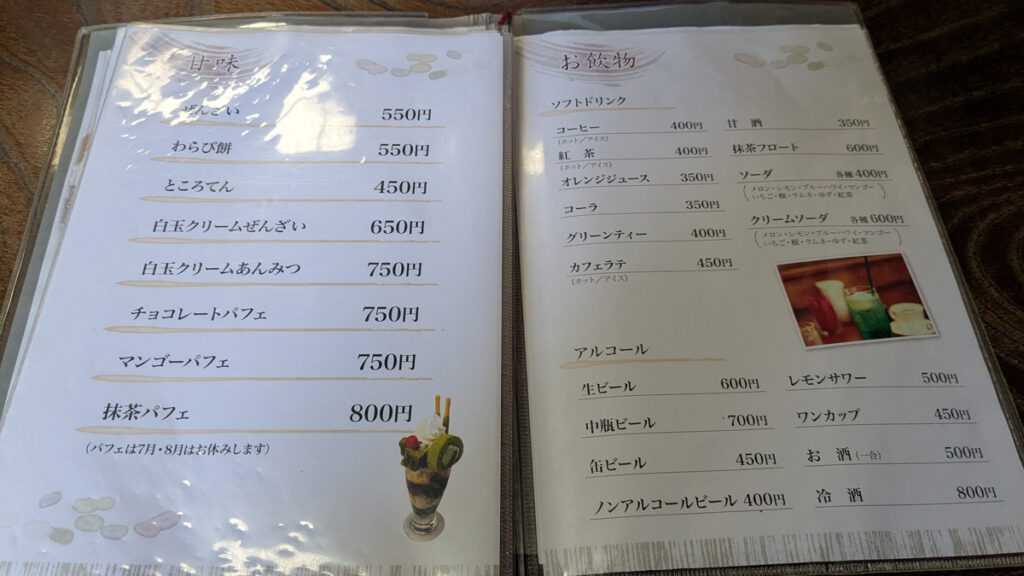 甘味
ぜんざい 550円
わらび餅 550円
ところてん 450円
白玉クリームぜんざい 650円
白玉クリームあんみつ 750円
チョコレートパフェ 750円
マンゴーパフェ 750円
抹茶パフェ 800円
(パフェは7月・8月はお休みします)
お飲物
ソフトドリンク
コーヒー 400円
(ホット/アイス)
紅 茶 400円
(ホット/アイス)
オレンジジュース 350円
コーラ 350円
グリーンティー 400円
カフェラテ 450円
(ホット/アイス)
甘 酒 350円
抹茶フロート 600円
ソーダ 各種 400円
(メロン・レモン・ブルーハワイ・マンゴー
いちご・桜・ラムネ・ゆず・紅茶)
クリームソーダ 各種 600円
(メロン・レモン・ブルーハワイ・マンゴー
いちご・桜・ラムネ・ゆず・紅茶)
アルコール
生ビール 600円
中瓶ビール 700円
缶ビール 450円
ノンアルコールビール 400円
レモンサワー 500円
ワンカップ 450円
お 酒 (一合) 500円
冷 酒 800円